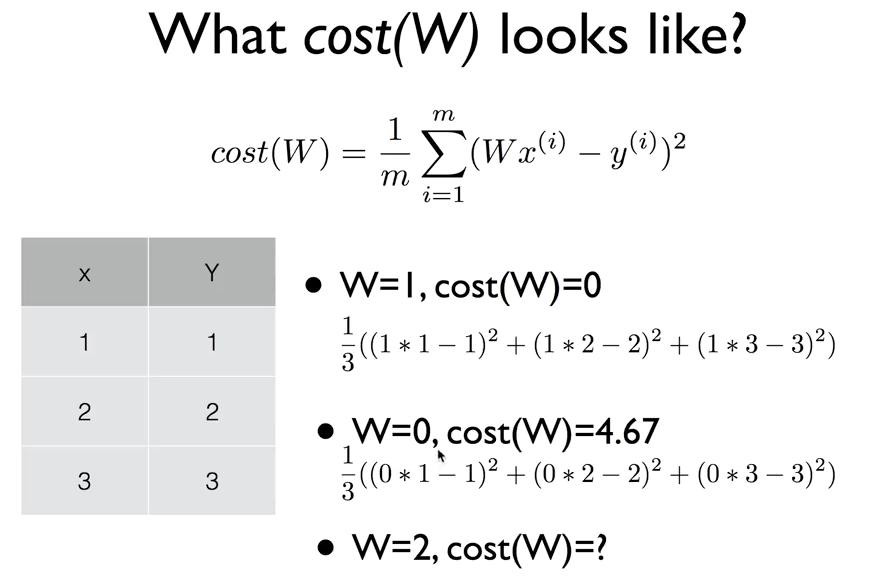 What cost(W) looks like?
cost(W) = \frac{1}{m} \sum_{i=1}^{m} (Wx^{(i)} − y^{(i)})^2
x Y
1 1
2 2
3 3
• W=1, cost(W)=0
\frac{1}{3}((1 * 1 − 1)^2 + (1 * 2 − 2)^2 + (1 * 3 − 3)^2)
• W=0, cost(W)=4.67
\frac{1}{3}((0 * 1 − 1)^2 + (0 * 2 − 2)^2 + (0 * 3 − 3)^2)
• W=2, cost(W)=?